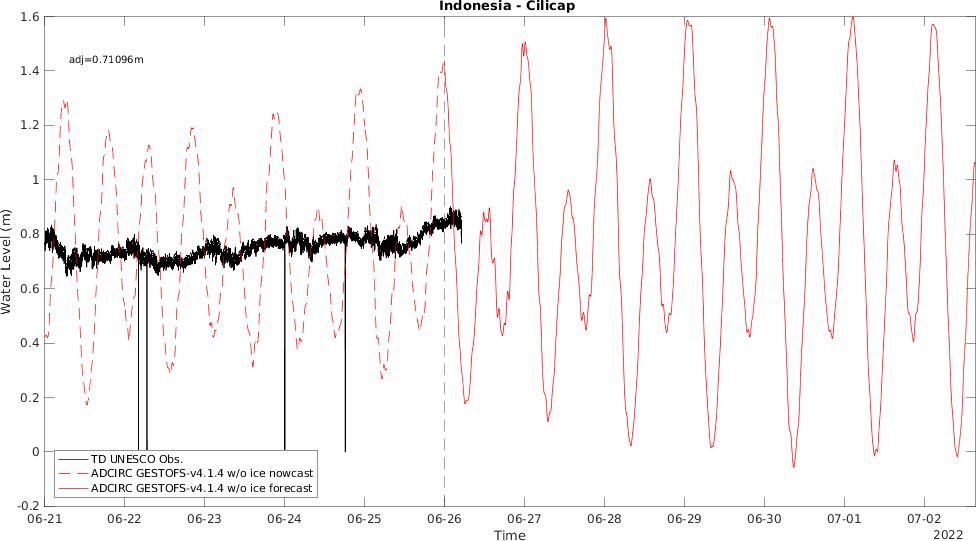 Indonesia - Cilicap
1.6
1.4
1.2
1
0.8
0.6
0.4
0.2
0
-0.2
Water Level (m)
adj=0.71096m
TD UNESCO Obs.
ADCIRC GESTOFS-v4.1.4 w/o ice nowcast
ADCIRC GESTOFS-v4.1.4 w/o ice forecast
06-21 06-22 06-23 06-24 06-25 06-26 06-27 06-28 06-29 06-30 07-01 07-02
Time
2022